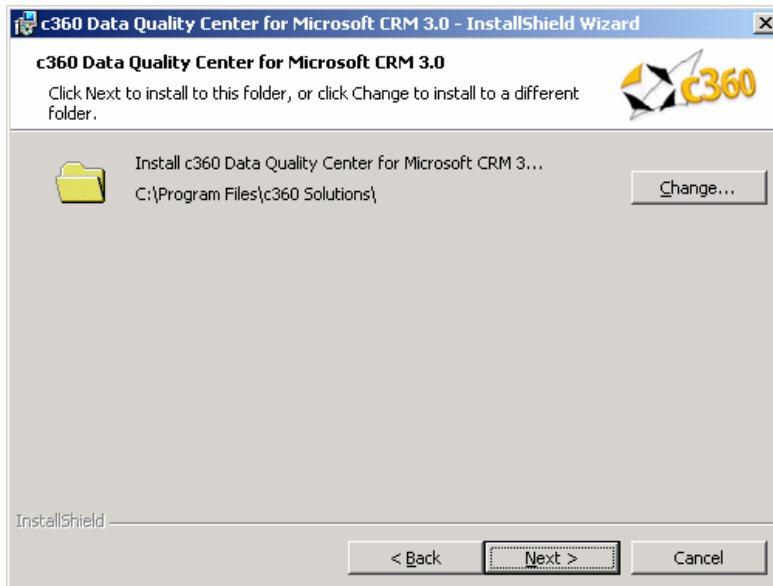 c360 Data Quality Center for Microsoft CRM 3.0 - InstallShield Wizard
c360 Data Quality Center for Microsoft CRM 3.0
Click Next to install to this folder, or click Change to install to a different
folder.
c360
Install c360 Data Quality Center for Microsoft CRM 3...
C:\Program Files\c360 Solutions\
Change...
InstallShield
< Back
Next >
Cancel